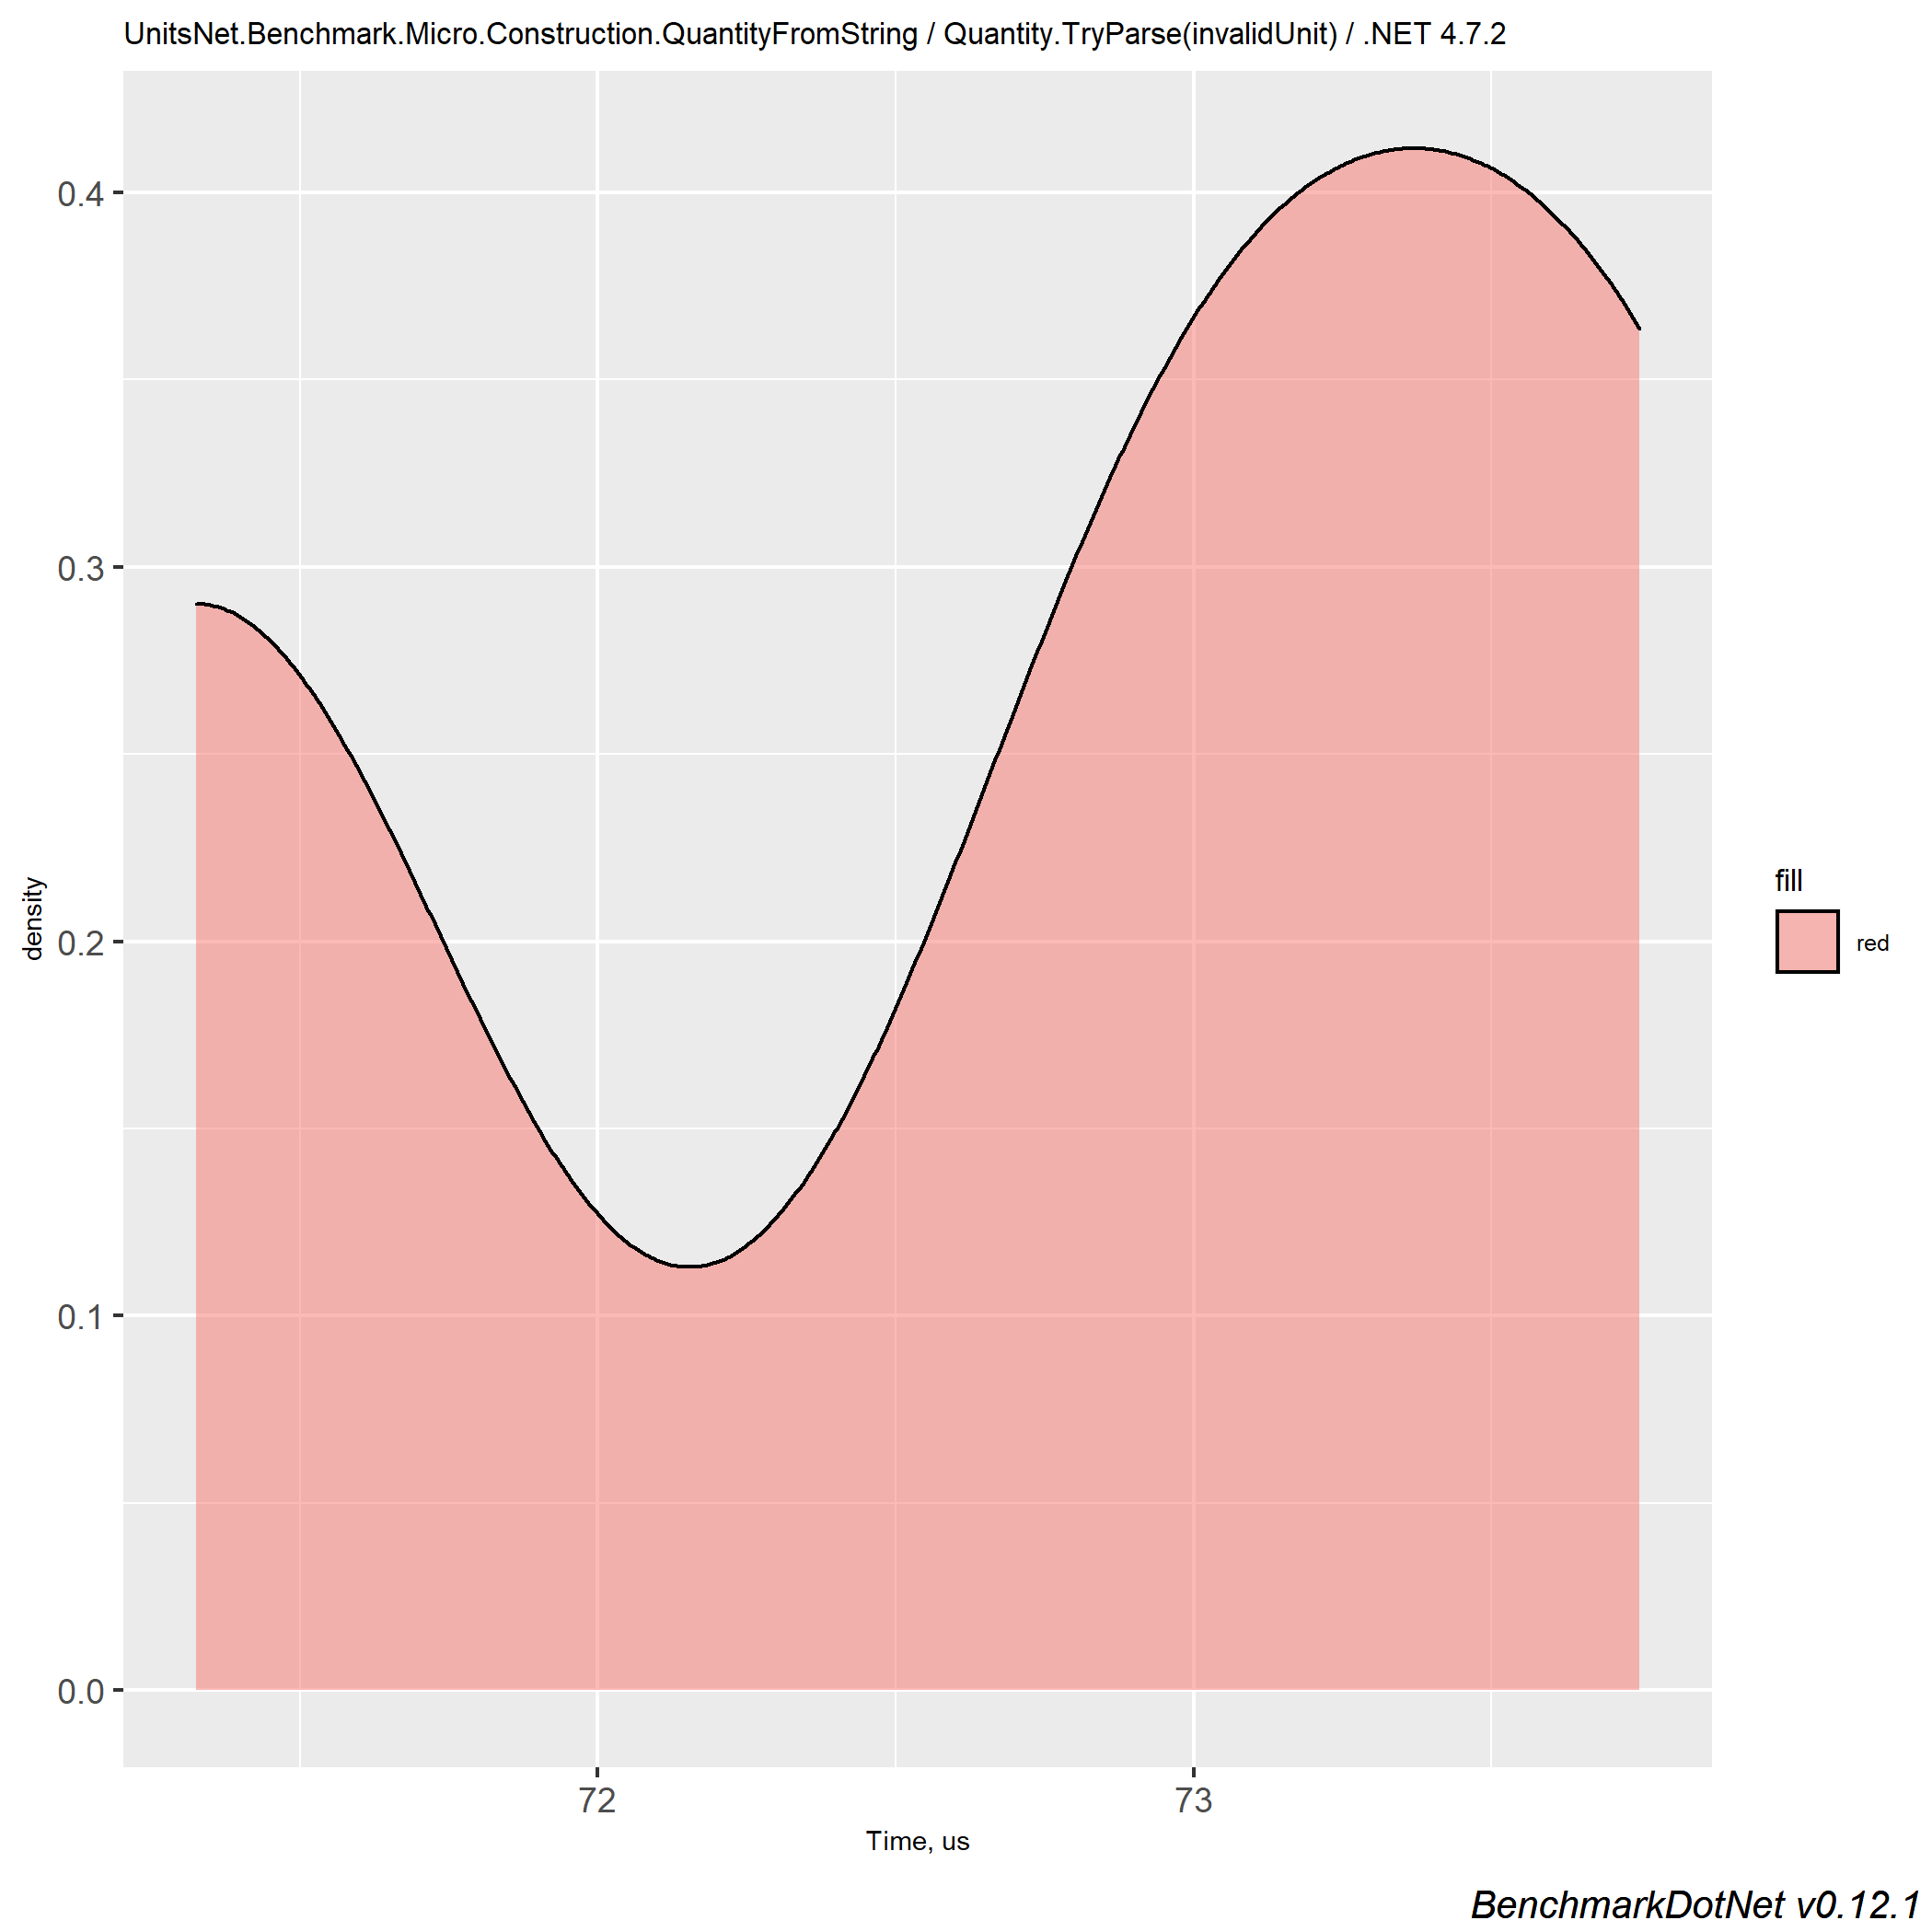 UnitsNet.Benchmark.Micro.Construction.QuantityFromString / Quantity.TryParse(invalidUnit) / .NET 4.7.2
0.4
0.3
0.2
0.1
0.0
density
72
73
Time, us
fill
red
BenchmarkDotNet v0.12.1